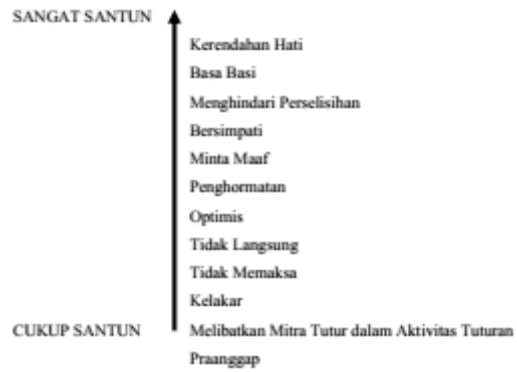 SANGAT SANTUN
Kerendahan Hati
Basa Basi
Menghindari Perselisihan
Bersimpati
Minta Maaf
Penghormatan
Optimis
Tidak Langsung
Tidak Memaksa
Kelakar
CUKUP SANTUN Melibatkan Mitra Tutur dalam Aktivitas Tuturan
Praanggap